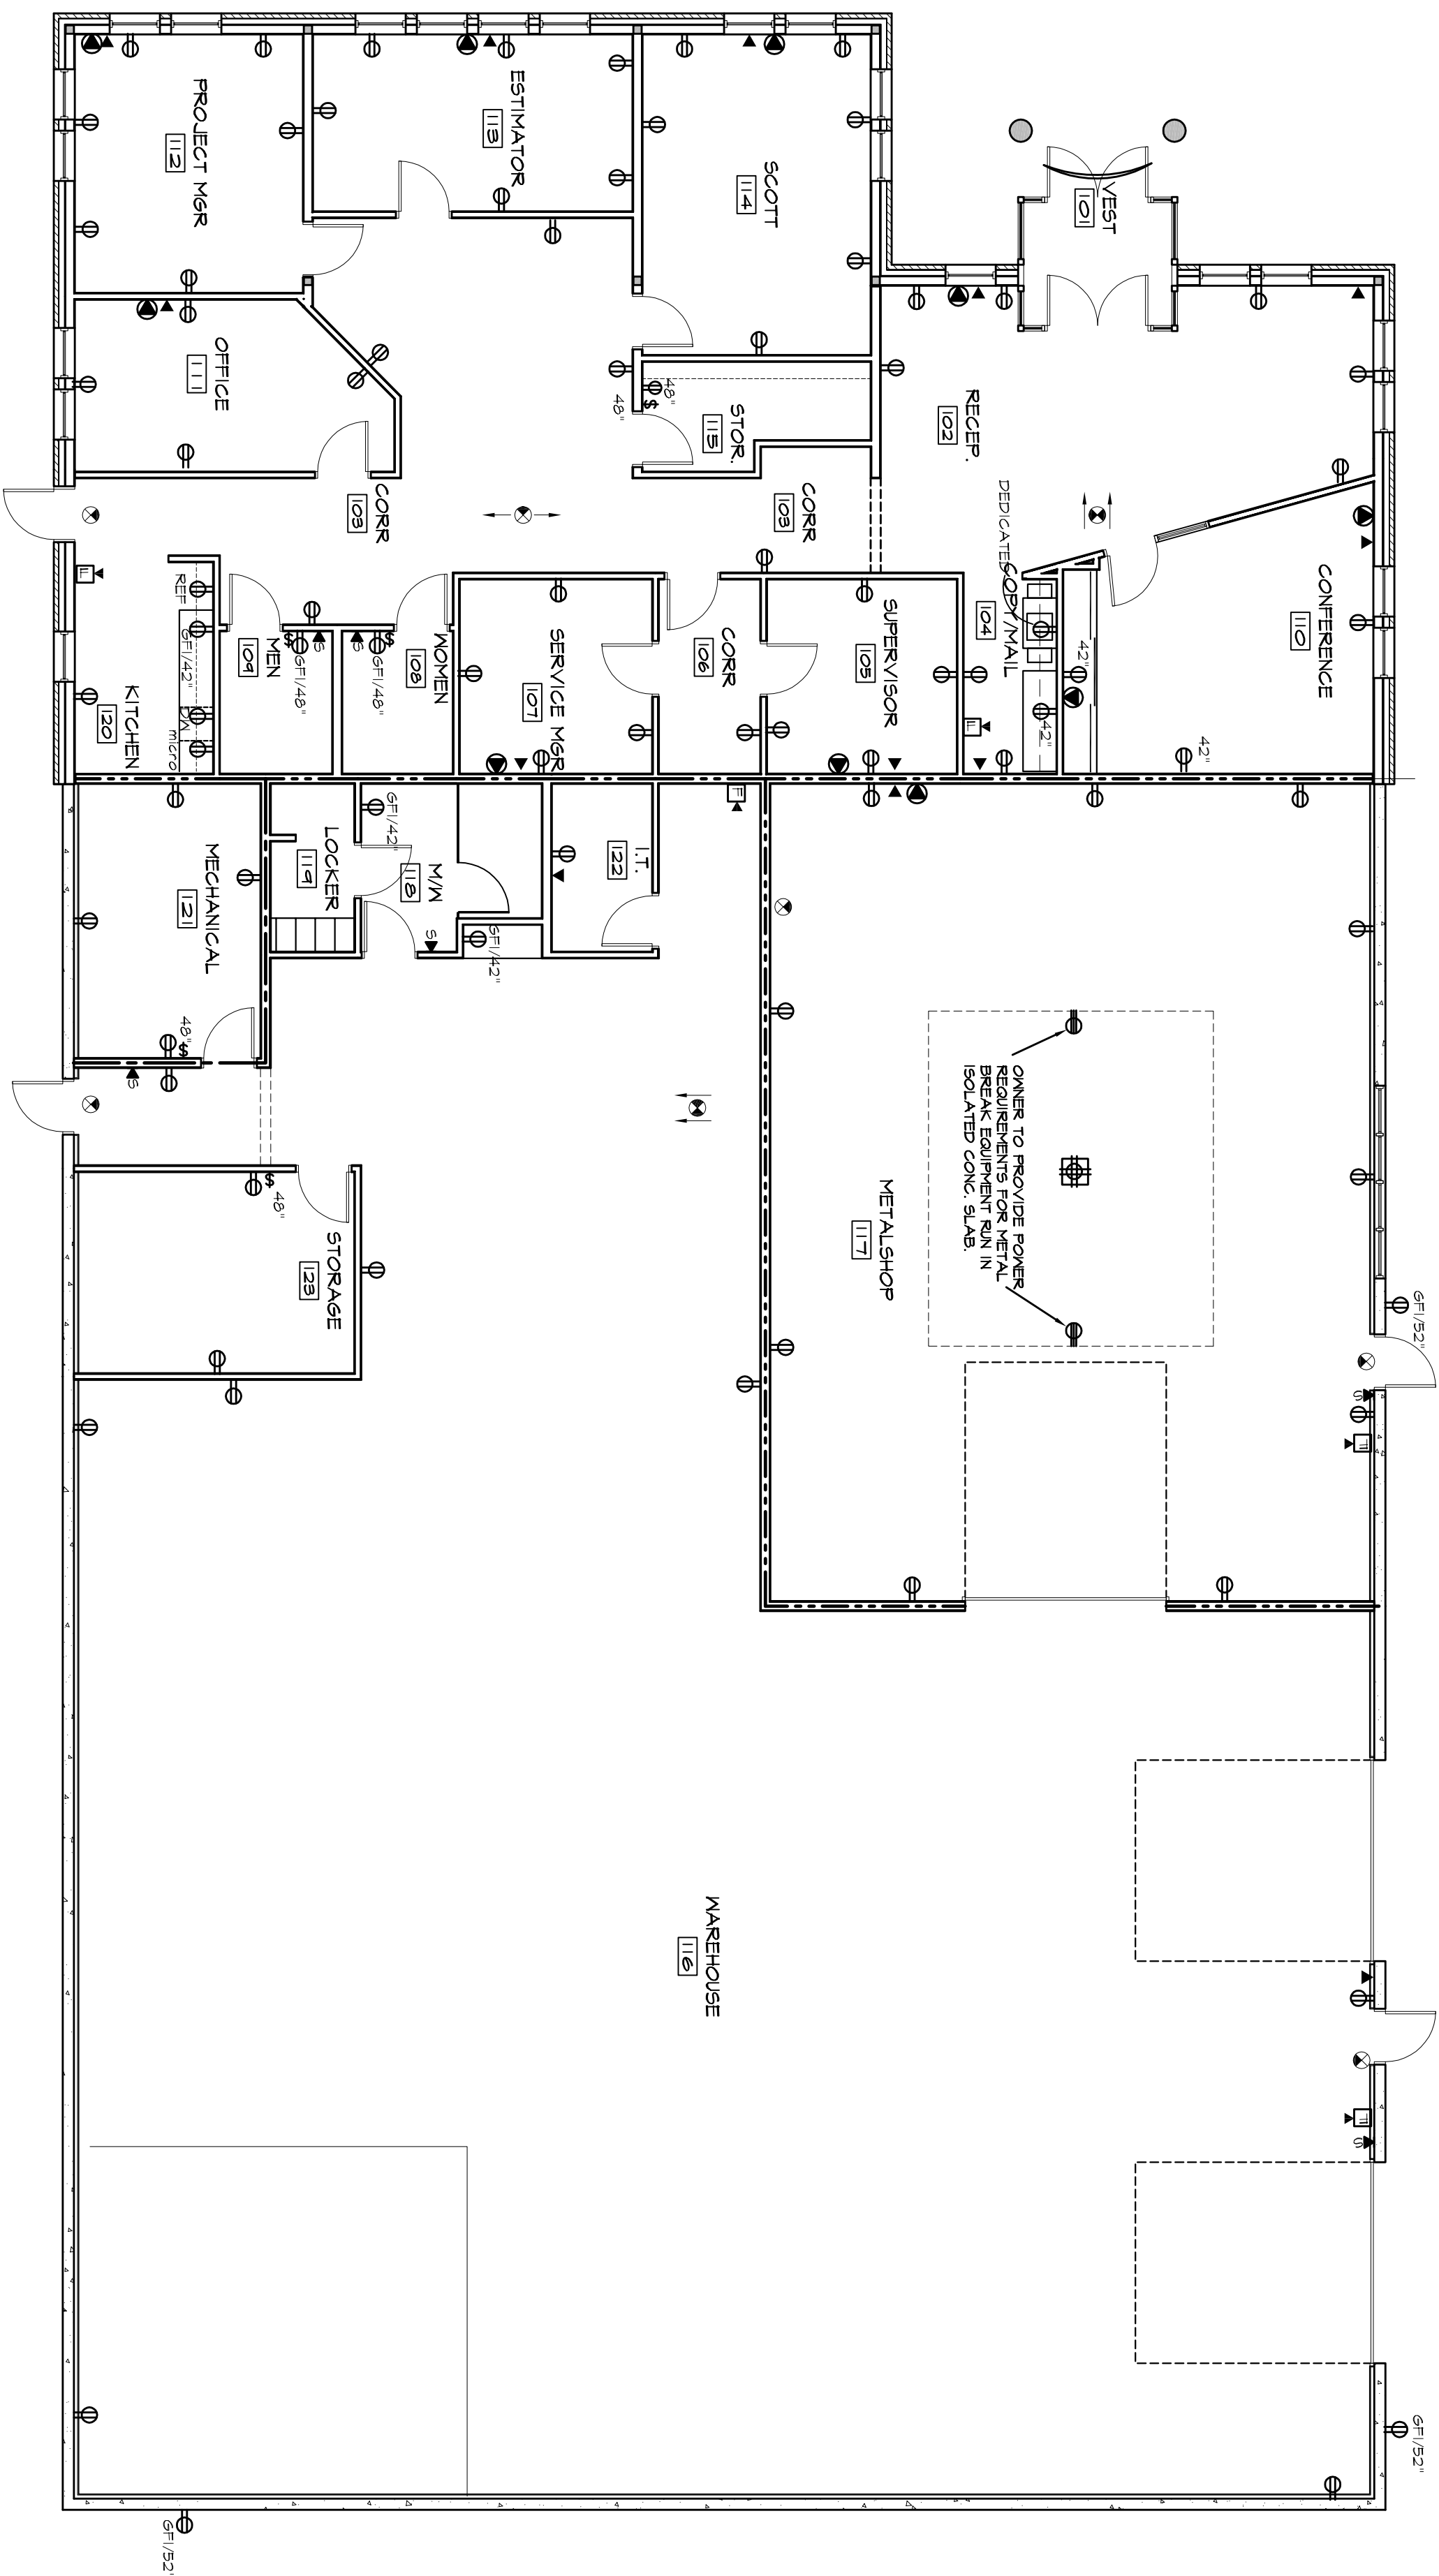 PROJECT MGR
112
ESTIMATOR
113
SCOTT
114
VEST
101
OFFICE
111
48"
48"
STOR.
115
RECEP.
102
CORR
103
CORR
103
DEDICATED
COPY/MAIL
104
CONFERENCE
110
42"
42"
42"
REF
GFI/42"
DW
micro
KITCHEN
120
MEN
109
$
S
GFI/48"
WOMEN
108
$
S
GFI/48"
SERVICE MGR
107
CORR
106
SUPERVISOR
105
F
F
F
MECHANICAL
121
LOCKER
119
GFI/42"
M/W
118
S
GFI/42"
I.T.
122
48"
$
S
OWNER TO PROVIDE POWER
REQUIREMENTS FOR METAL
BREAK EQUIPMENT RUN IN
ISOLATED CONC. SLAB.
METALSHOP
117
GFI/52"
S
F
$
48"
STORAGE
123
WAREHOUSE
116
F
S
GFI/52"
GFI/52"